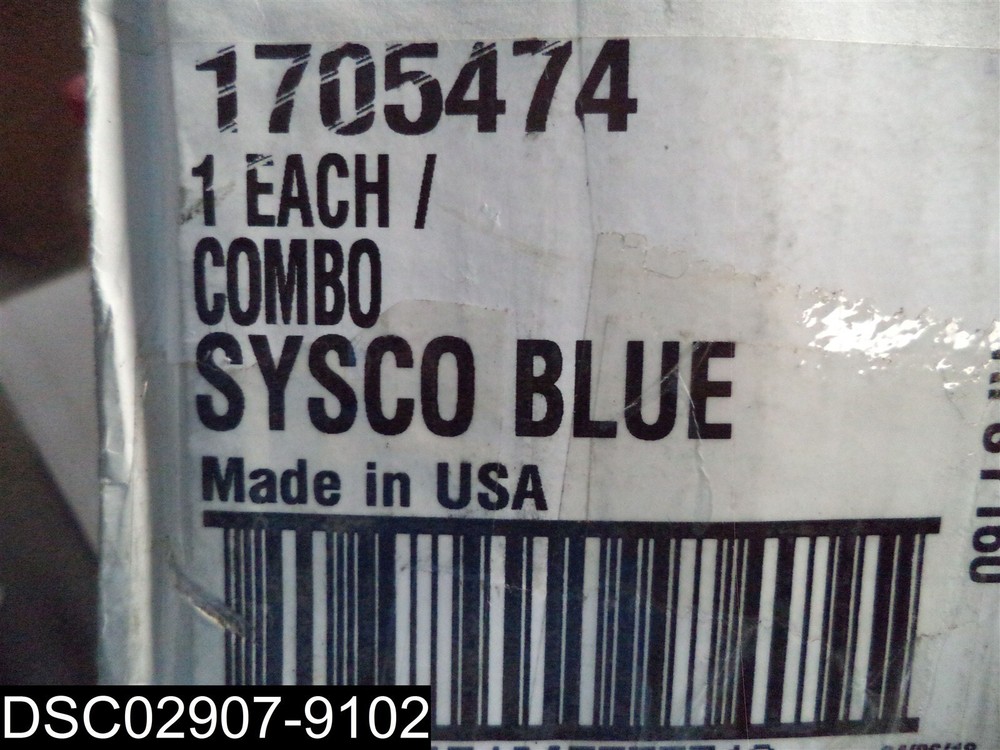 1705474
1 EACH /
COMBO
SYSCO BLUE
Made in USA
DSC02907-9102